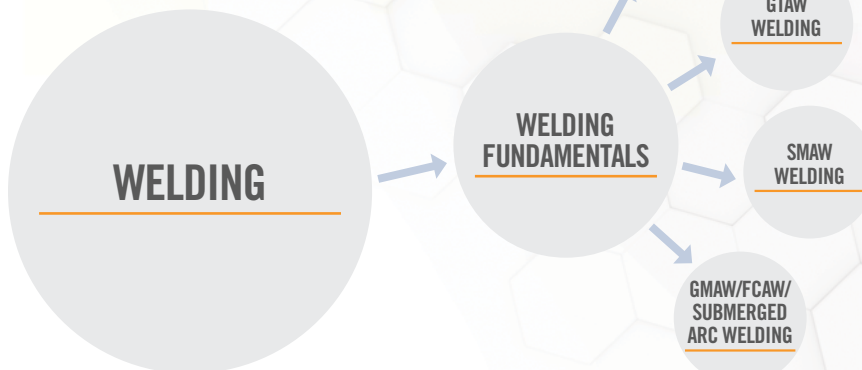 GTAW
WELDING
WELDING
FUNDAMENTALS
SMAW
WELDING
WELDING
GMAW/FCAW/
SUBMERGED
ARC WELDING